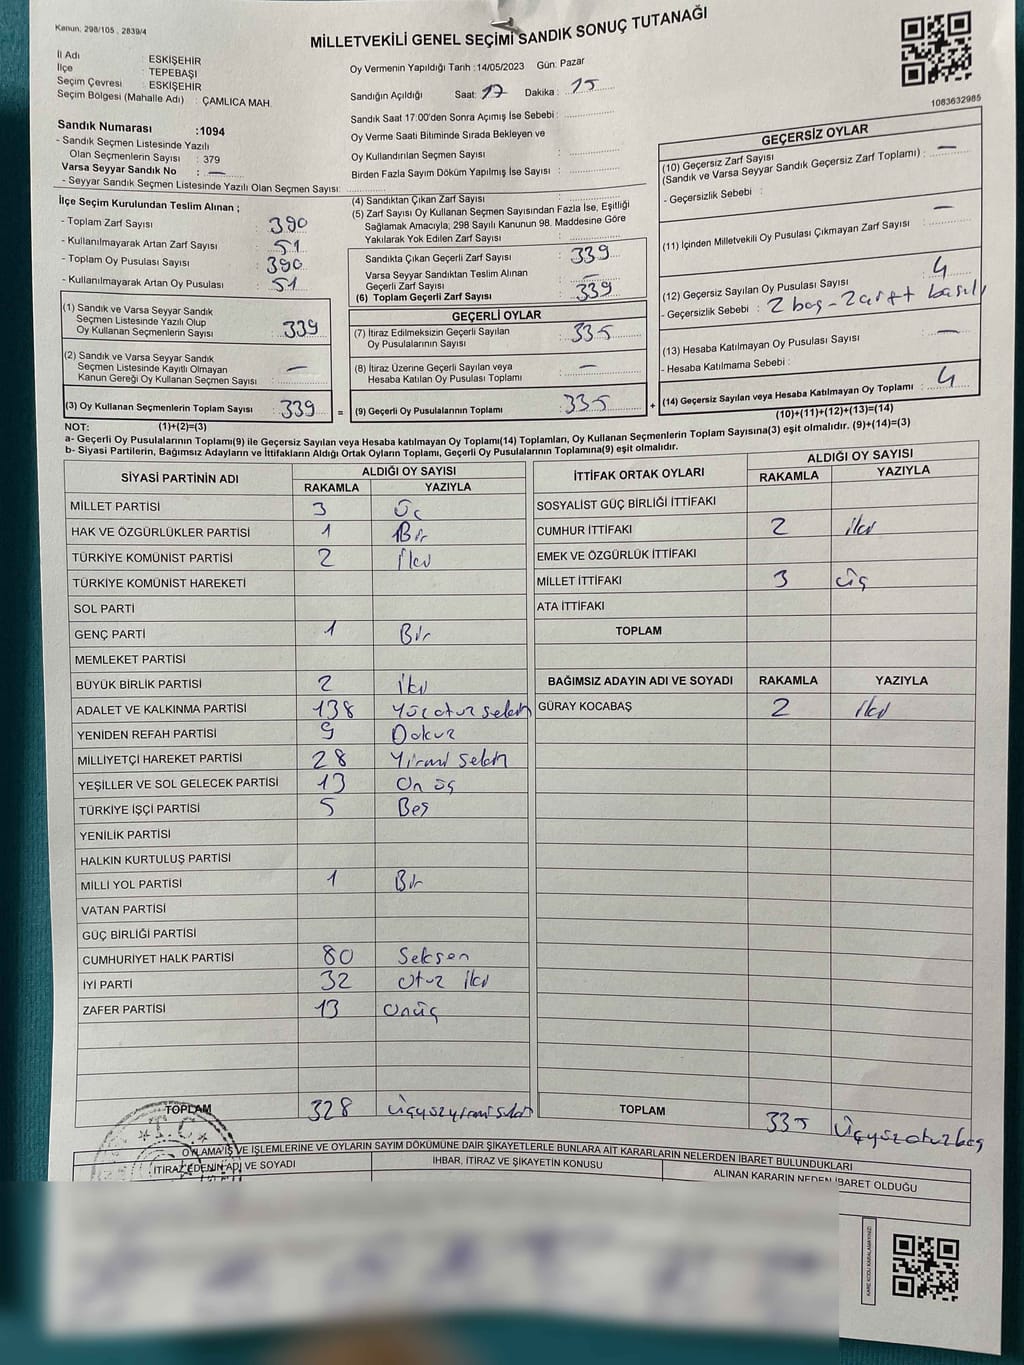 Kanun: 298/105 , 2839/4
MİLLETVEKİLİ GENEL SEÇİMİ SANDIK SONUÇ TUTANAĞI
1083632985
İl Adı : ESKİŞEHİR
İlçe : TEPEBAŞI
Seçim Çevresi : ESKİŞEHİR
Seçim Bölgesi (Mahalle Adı) : ÇAMLICA MAH.
Oy Vermenin Yapıldığı Tarih : 14/05/2023 Gün: Pazar
Sandığın Açıldığı Saat: 17 Dakika : 15
Sandık Saat 17:00'den Sonra Açımış İse Sebebi :
Oy Verme Saati Bitiminde Sırada Bekleyen ve
Oy Kullandırılan Seçmen Sayısı :
Birden Fazla Sayım Döküm Yapılmış İse Sayısı :
Sandık Numarası :1094
- Sandık Seçmen Listesinde Yazılı
Olan Seçmenlerin Sayısı : 379
Varsa Seyyar Sandık No : —
- Seyyar Sandık Seçmen Listesinde Yazılı Olan Seçmen Sayısı:
İlçe Seçim Kurulundan Teslim Alınan ;
- Toplam Zarf Sayısı : 390
- Kullanılmayarak Artan Zarf Sayısı : 51
- Toplam Oy Pusulası Sayısı : 390
- Kullanılmayarak Artan Oy Pusulası : 51
(1) Sandık ve Varsa Seyyar Sandık
Seçmen Listesinde Yazılı Olup
Oy Kullanan Seçmenlerin Sayısı : 339
(2) Sandık ve Varsa Seyyar Sandık
Seçmen Listesinde Kayıtlı Olmayan
Kanun Gereği Oy Kullanan Seçmen Sayısı : —
(3) Oy Kullanan Seçmenlerin Toplam Sayısı : 339 =
(4) Sandıktan Çıkan Zarf Sayısı :
(5) Zarf Sayısı Oy Kullanan Seçmen Sayısından Fazla İse, Eşitliği
Sağlamak Amacıyla; 298 Sayılı Kanunun 98. Maddesine Göre
Yakılarak Yok Edilen Zarf Sayısı :
Sandıkta Çıkan Geçerli Zarf Sayısı : 339
Varsa Seyyar Sandıktan Teslim Alınan
Geçerli Zarf Sayısı : —
(6) Toplam Geçerli Zarf Sayısı : 339
GEÇERLİ OYLAR
(7) İtiraz Edilmeksizin Geçerli Sayılan
Oy Pusulalarının Sayısı : 335
(8) İtiraz Üzerine Geçerli Sayılan veya
Hesaba Katılan Oy Pusulası Toplamı : —
(9) Geçerli Oy Pusulalarının Toplamı : 335 +
GEÇERSİZ OYLAR
(10) Geçersiz Zarf Sayısı
(Sandık ve Varsa Seyyar Sandık Geçersiz Zarf Toplamı) : —
- Geçersizlik Sebebi :
(11) İçinden Milletvekili Oy Pusulası Çıkmayan Zarf Sayısı : —
(12) Geçersiz Sayılan Oy Pusulası Sayısı : 4
- Geçersizlik Sebebi : 2 boş - 2 basılı
(13) Hesaba Katılmayan Oy Pusulası Sayısı : —
- Hesaba Katılmama Sebebi :
(14) Geçersiz Sayılan veya Hesaba Katılmayan Oy Toplamı : 4
NOT: (1)+(2)=(3) (10)+(11)+(12)+(13)=(14)
a- Geçerli Oy Pusulalarının Toplamı(9) ile Geçersiz Sayılan veya Hesaba katılmayan Oy Toplamı(14) Toplamları, Oy Kullanan Seçmenlerin Toplam Sayısına(3) eşit olmalıdır. (9)+(14)=(3)
b- Siyasi Partilerin, Bağımsız Adayların ve İttifakların Aldığı Ortak Oyların Toplamı, Geçerli Oy Pusulalarının Toplamına(9) eşit olmalıdır.
SİYASİ PARTİNİN ADI ALDIĞI OY SAYISI
RAKAMLA YAZIYLA
MİLLET PARTİSİ 3 Üç
HAK VE ÖZGÜRLÜKLER PARTİSİ 1 Bir
TÜRKİYE KOMÜNİST PARTİSİ 2 İki
TÜRKİYE KOMÜNİST HAREKETİ
SOL PARTİ
GENÇ PARTİ 1 Bir
MEMLEKET PARTİSİ
BÜYÜK BİRLİK PARTİSİ 2 İki
ADALET VE KALKINMA PARTİSİ 138 Yüzotuzsekiz
YENİDEN REFAH PARTİSİ 9 Dokuz
MİLLİYETÇİ HAREKET PARTİSİ 28 Yirmi Sekiz
YEŞİLLER VE SOL GELECEK PARTİSİ 13 On üç
TÜRKİYE İŞÇİ PARTİSİ 5 Beş
YENİLİK PARTİSİ
HALKIN KURTULUŞ PARTİSİ
MİLLİ YOL PARTİSİ 1 Bir
VATAN PARTİSİ
GÜÇ BİRLİĞİ PARTİSİ
CUMHURİYET HALK PARTİSİ 80 Seksen
İYİ PARTİ 32 Otuz İki
ZAFER PARTİSİ 13 Onüç
TOPLAM 328 Üçyüzyirmisekiz
İTTİFAK ORTAK OYLARI ALDIĞI OY SAYISI
RAKAMLA YAZIYLA
SOSYALİST GÜÇ BİRLİĞİ İTTİFAKI
CUMHUR İTTİFAKI 2 iki
EMEK VE ÖZGÜRLÜK İTTİFAKI
MİLLET İTTİFAKI 3 üç
ATA İTTİFAKI
TOPLAM
BAĞIMSIZ ADAYIN ADI VE SOYADI RAKAMLA YAZIYLA
GÜRAY KOCABAŞ 2 iki
TOPLAM 335 Üçyüzotuzbeş
T.C.
OYLAMA İŞ VE İŞLEMLERİNE VE OYLARIN SAYIM DÖKÜMÜNE DAİR ŞİKAYETLERLE BUNLARA AİT KARARLARIN NELERDEN İBARET BULUNDUKLARI
İTİRAZ EDENİN ADI VE SOYADI İHBAR, İTİRAZ VE ŞİKAYETİN KONUSU ALINAN KARARIN NEDEN İBARET OLDUĞU
KARE KODU KARALAMAYINIZ!